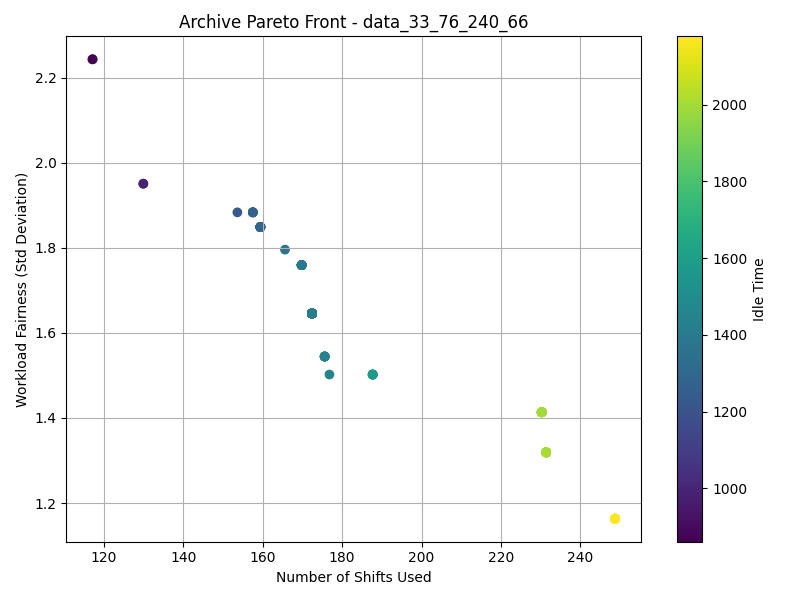 Archive Pareto Front - data_33_76_240_66
Workload Fairness (Std Deviation)
2.2
2.0
1.8
1.6
1.4
1.2
120 140 160 180 200 220 240
Number of Shifts Used
2000
1800
1600
1400
1200
1000
Idle Time